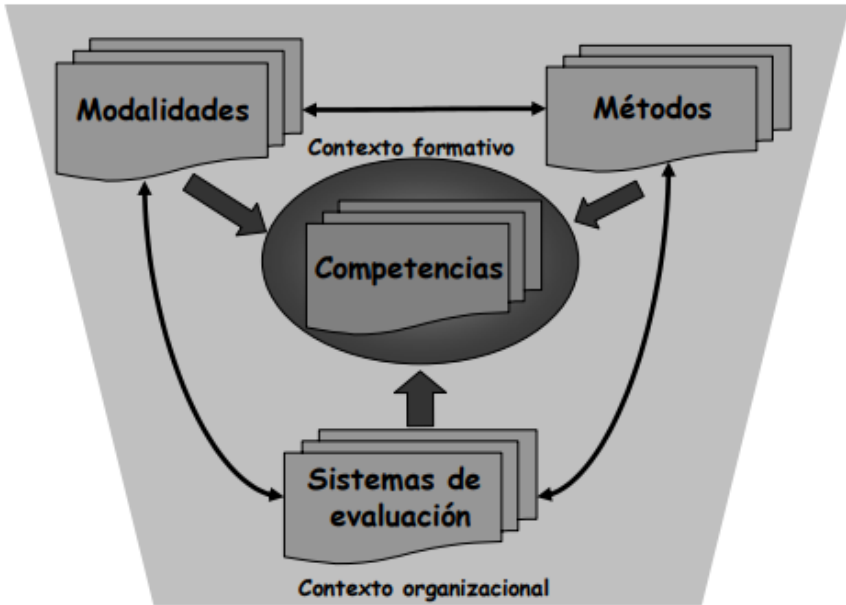 Modalidades
Métodos
Contexto formativo
Competencias
Sistemas de
evaluación
Contexto organizacional